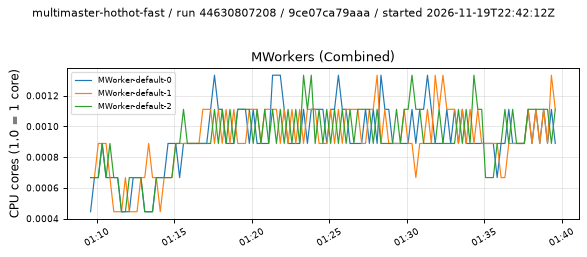 multimaster-hothot-fast / run 44630807208 / 9ce07ca79aaa / started 2026-11-19T22:42:12Z
MWorkers (Combined)
MWorker-default-0
MWorker-default-1
MWorker-default-2
CPU cores (1.0 = 1 core)
0.0012
0.0010
0.0008
0.0006
0.0004
01:10
01:15
01:20
01:25
01:30
01:35
01:40